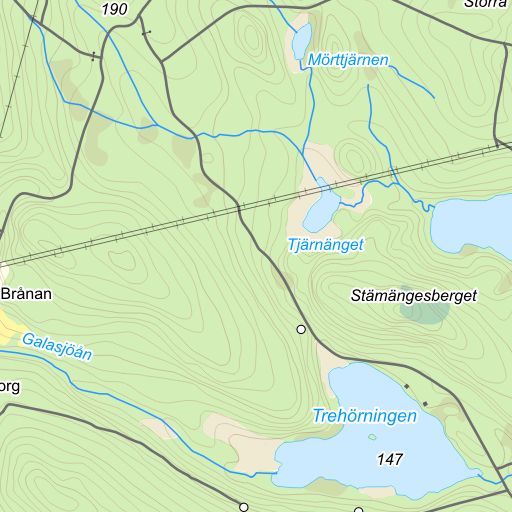 190
Storra
Mörttjärnen
Tjärnänget
Brånan
Stämängesberget
Galasjöån
org
Trehörningen
147